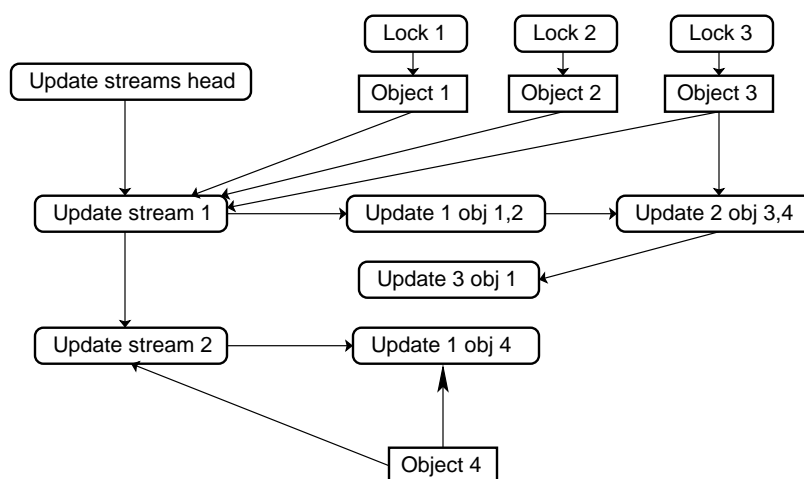 Lock 1
Lock 2
Lock 3
Update streams head
Object 1
Object 2
Object 3
Update stream 1
Update 1 obj 1,2
Update 2 obj 3,4
Update 3 obj 1
Update stream 2
Update 1 obj 4
Object 4